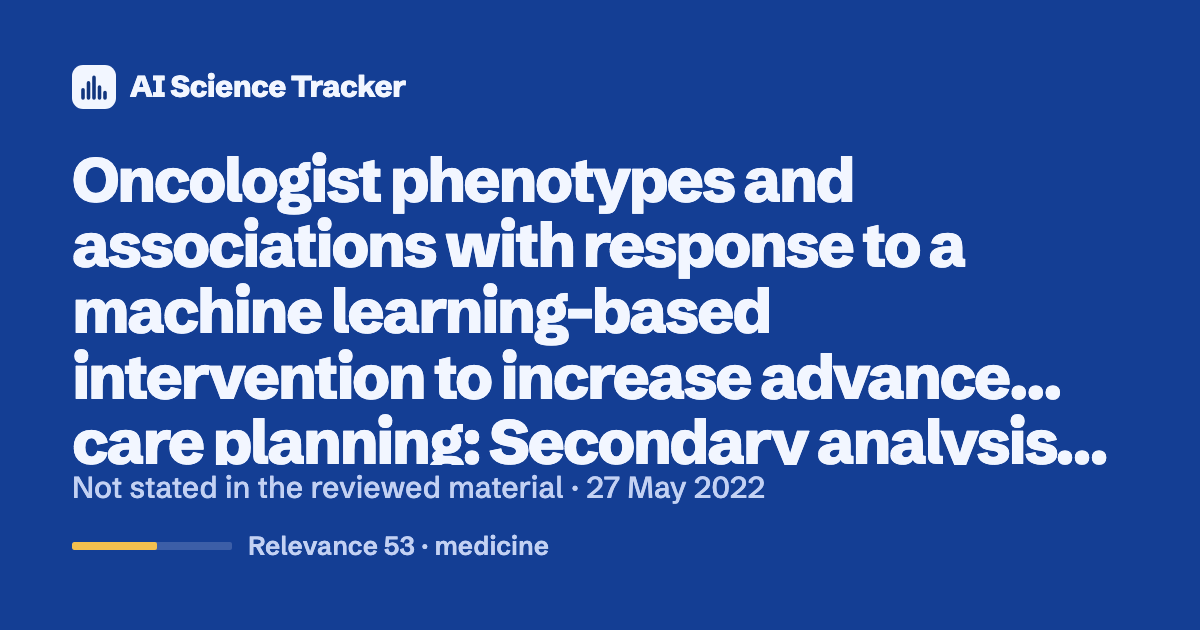 AI Science Tracker
Oncologist phenotypes and
associations with response to a
machine learning-based
intervention to increase advance...
care planning: Secondary analysis...
Not stated in the reviewed material · 27 May 2022
Relevance 53 · medicine